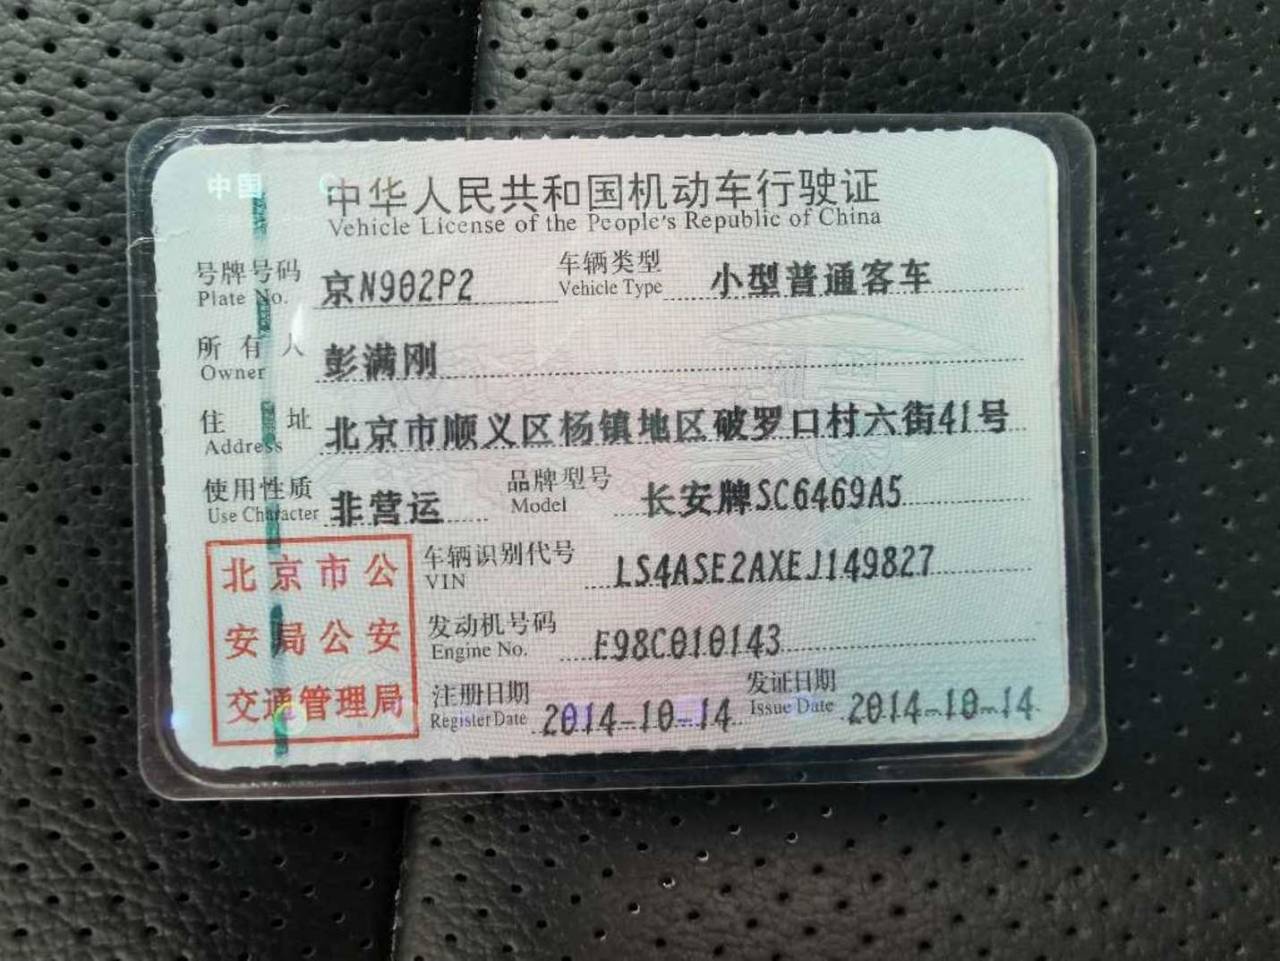 中国
中华人民共和国机动车行驶证
Vehicle License of the People's Republic of China
号牌号码 京N902P2 车辆类型 小型普通客车
Plate No. Vehicle Type
所有人 彭满刚
Owner
住址 北京市顺义区杨镇地区破罗口村六街41号
Address
使用性质 非营运 品牌型号 长安牌SC6469A5
Use Character Model
北京市公 车辆识别代号 LS4ASE2AXEJ149827
VIN
安局公安 发动机号码 E98C010143
Engine No.
交通管理局 注册日期 2014-10-14 发证日期 2014-10-14
Register Date Issue Date